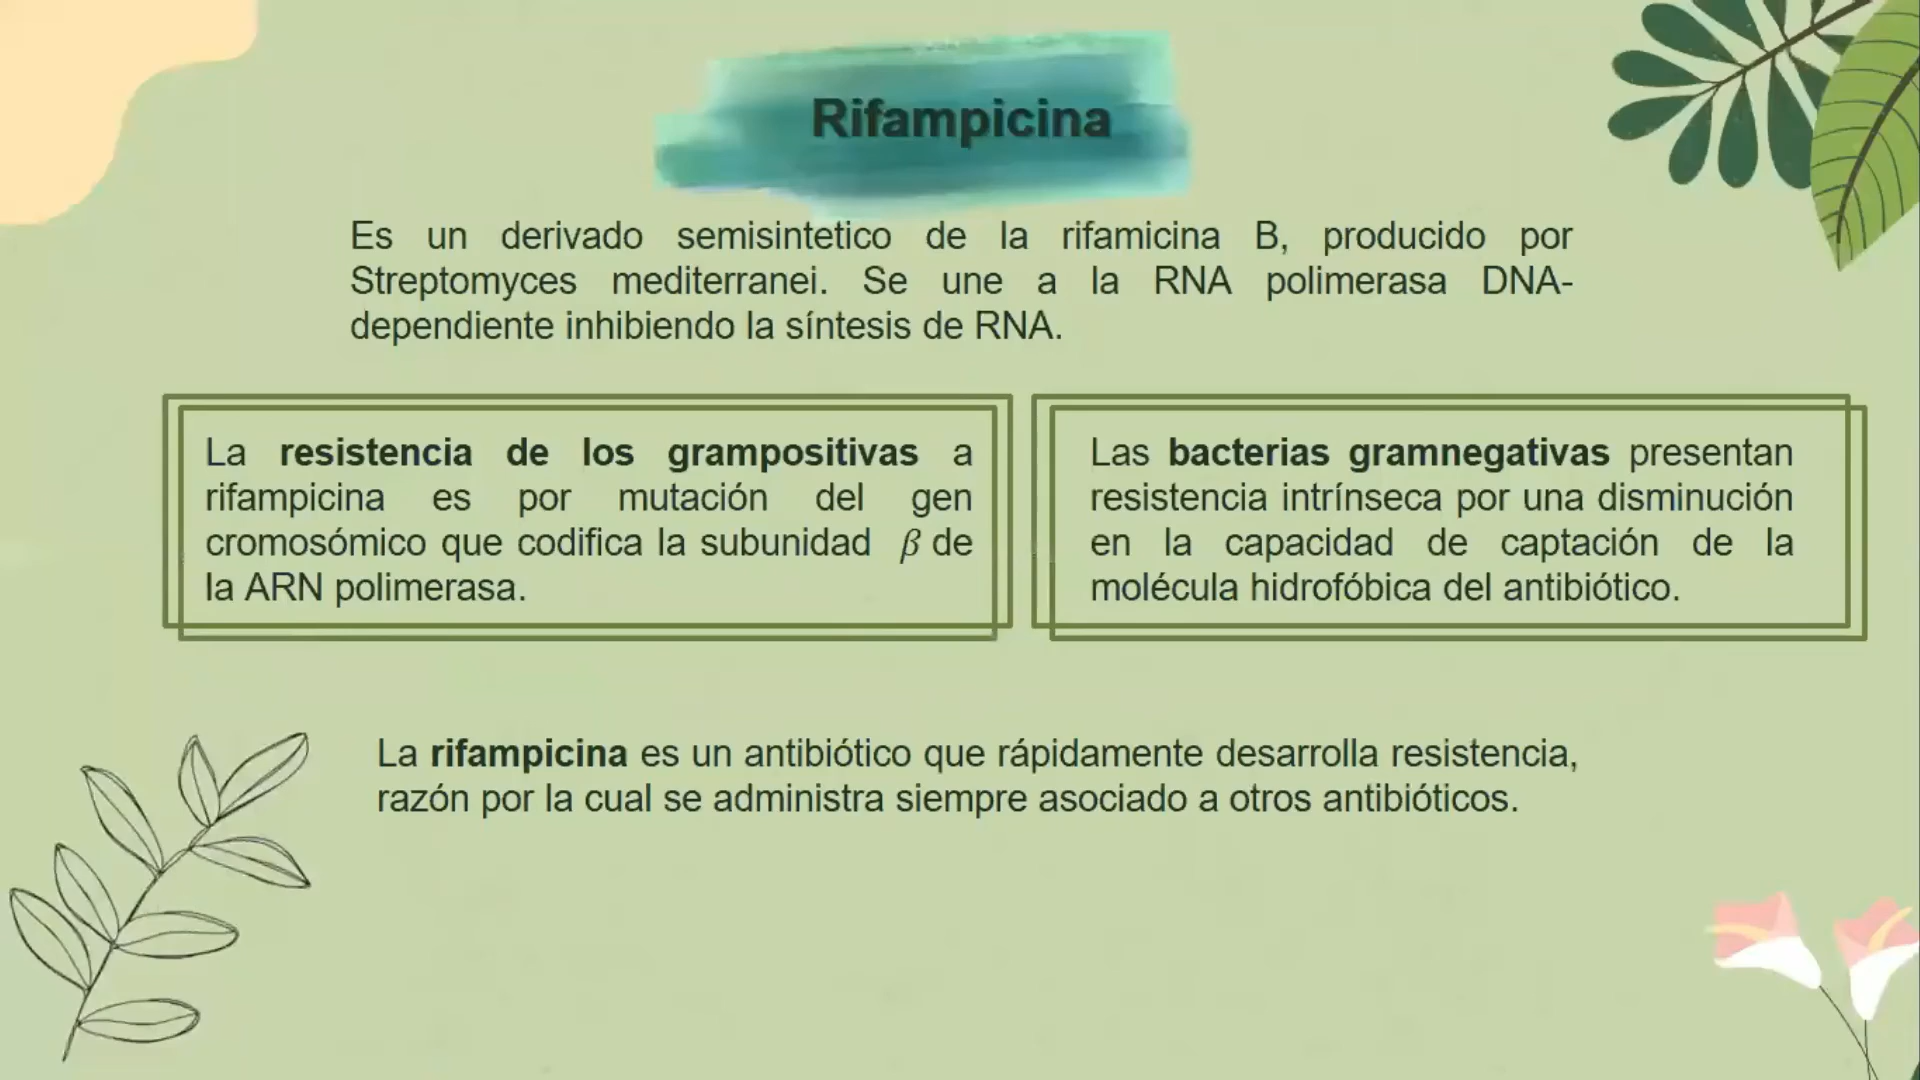 Rifampicina
Es un derivado semisintetico de la rifamicina B, producido por
Streptomyces mediterranei. Se une a la RNA polimerasa DNA-
dependiente inhibiendo la síntesis de RNA.
La resistencia de los grampositivas a
rifampicina es por mutación del gen
cromosómico que codifica la subunidad β de
la ARN polimerasa.
Las bacterias gramnegativas presentan
resistencia intrínseca por una disminución
en la capacidad de captación de la
molécula hidrofóbica del antibiótico.
La rifampicina es un antibiótico que rápidamente desarrolla resistencia,
razón por la cual se administra siempre asociado a otros antibióticos.